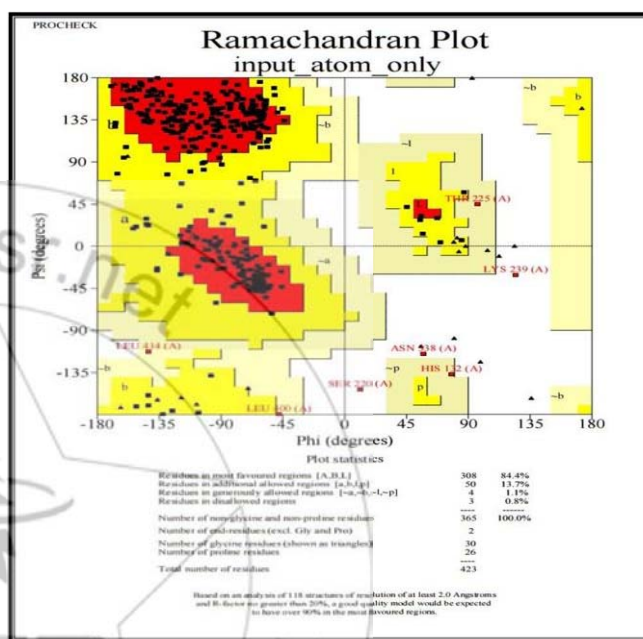 PROCHECK
Ramachandran Plot
input_atom_only
180
135
90
45
0
-45
-90
-135
-180
Psi (degrees)
b
~b
~l
l
a
~a
~b
b
~p
p
~b
b
~b
THR 225 (A)
LYS 239 (A)
LEU 434 (A)
HIS 132 (A)
SER 220 (A)
LEU 400 (A)
-180 -135 -90 -45 0 45 90 135 180
Phi (degrees)
Plot statistics
Residues in most favoured regions [A,B,L] 308 84.4%
Residues in additional allowed regions [a,b,l,p] 50 13.7%
Residues in generously allowed regions [~a,~b,~l,~p] 4 1.1%
Residues in disallowed regions 3 0.8%
---- ------
Number of non-glycine and non-proline residues 365 100.0%
Number of end-residues (excl. Gly and Pro) 2
Number of glycine residues (shown as triangles) 30
Number of proline residues 26
----
Total number of residues 423
Based on an analysis of 118 structures of resolution of at least 2.0 Angstroms
and R-factor no greater than 20%, a good quality model would be expected
to have over 90% in the most favoured regions.